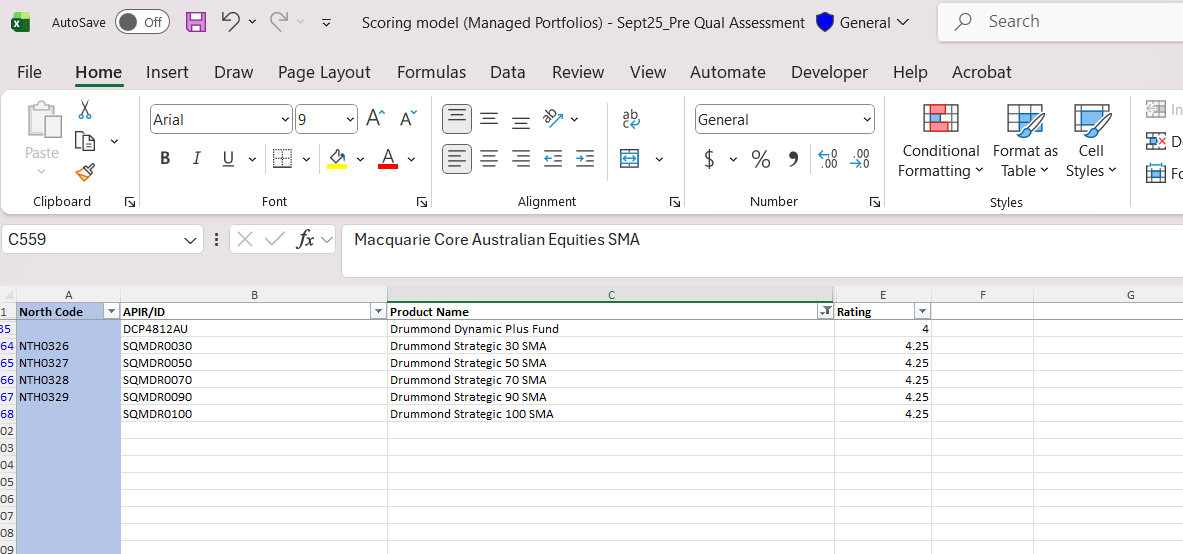 AutoSave Off Scoring model (Managed Portfolios) - Sept25_Pre Qual Assessment General Search
File Home Insert Draw Page Layout Formulas Data Review View Automate Developer Help Acrobat
Paste
Clipboard
Arial 9 A A
B I U A
Font
ab
Alignment
General
$ % 9 .00 .00
Number
Conditional Formatting
Format as Table
Cell Styles
Styles
C559 fx Macquarie Core Australian Equities SMA
A B C E F G
1 North Code APIR/ID Product Name Rating
35 DCP4812AU Drummond Dynamic Plus Fund 4
64 NTH0326 SQMDR0030 Drummond Strategic 30 SMA 4.25
65 NTH0327 SQMDR0050 Drummond Strategic 50 SMA 4.25
66 NTH0328 SQMDR0070 Drummond Strategic 70 SMA 4.25
67 NTH0329 SQMDR0090 Drummond Strategic 90 SMA 4.25
68 SQMDR0100 Drummond Strategic 100 SMA 4.25
02
03
04
05
06
07
08
09